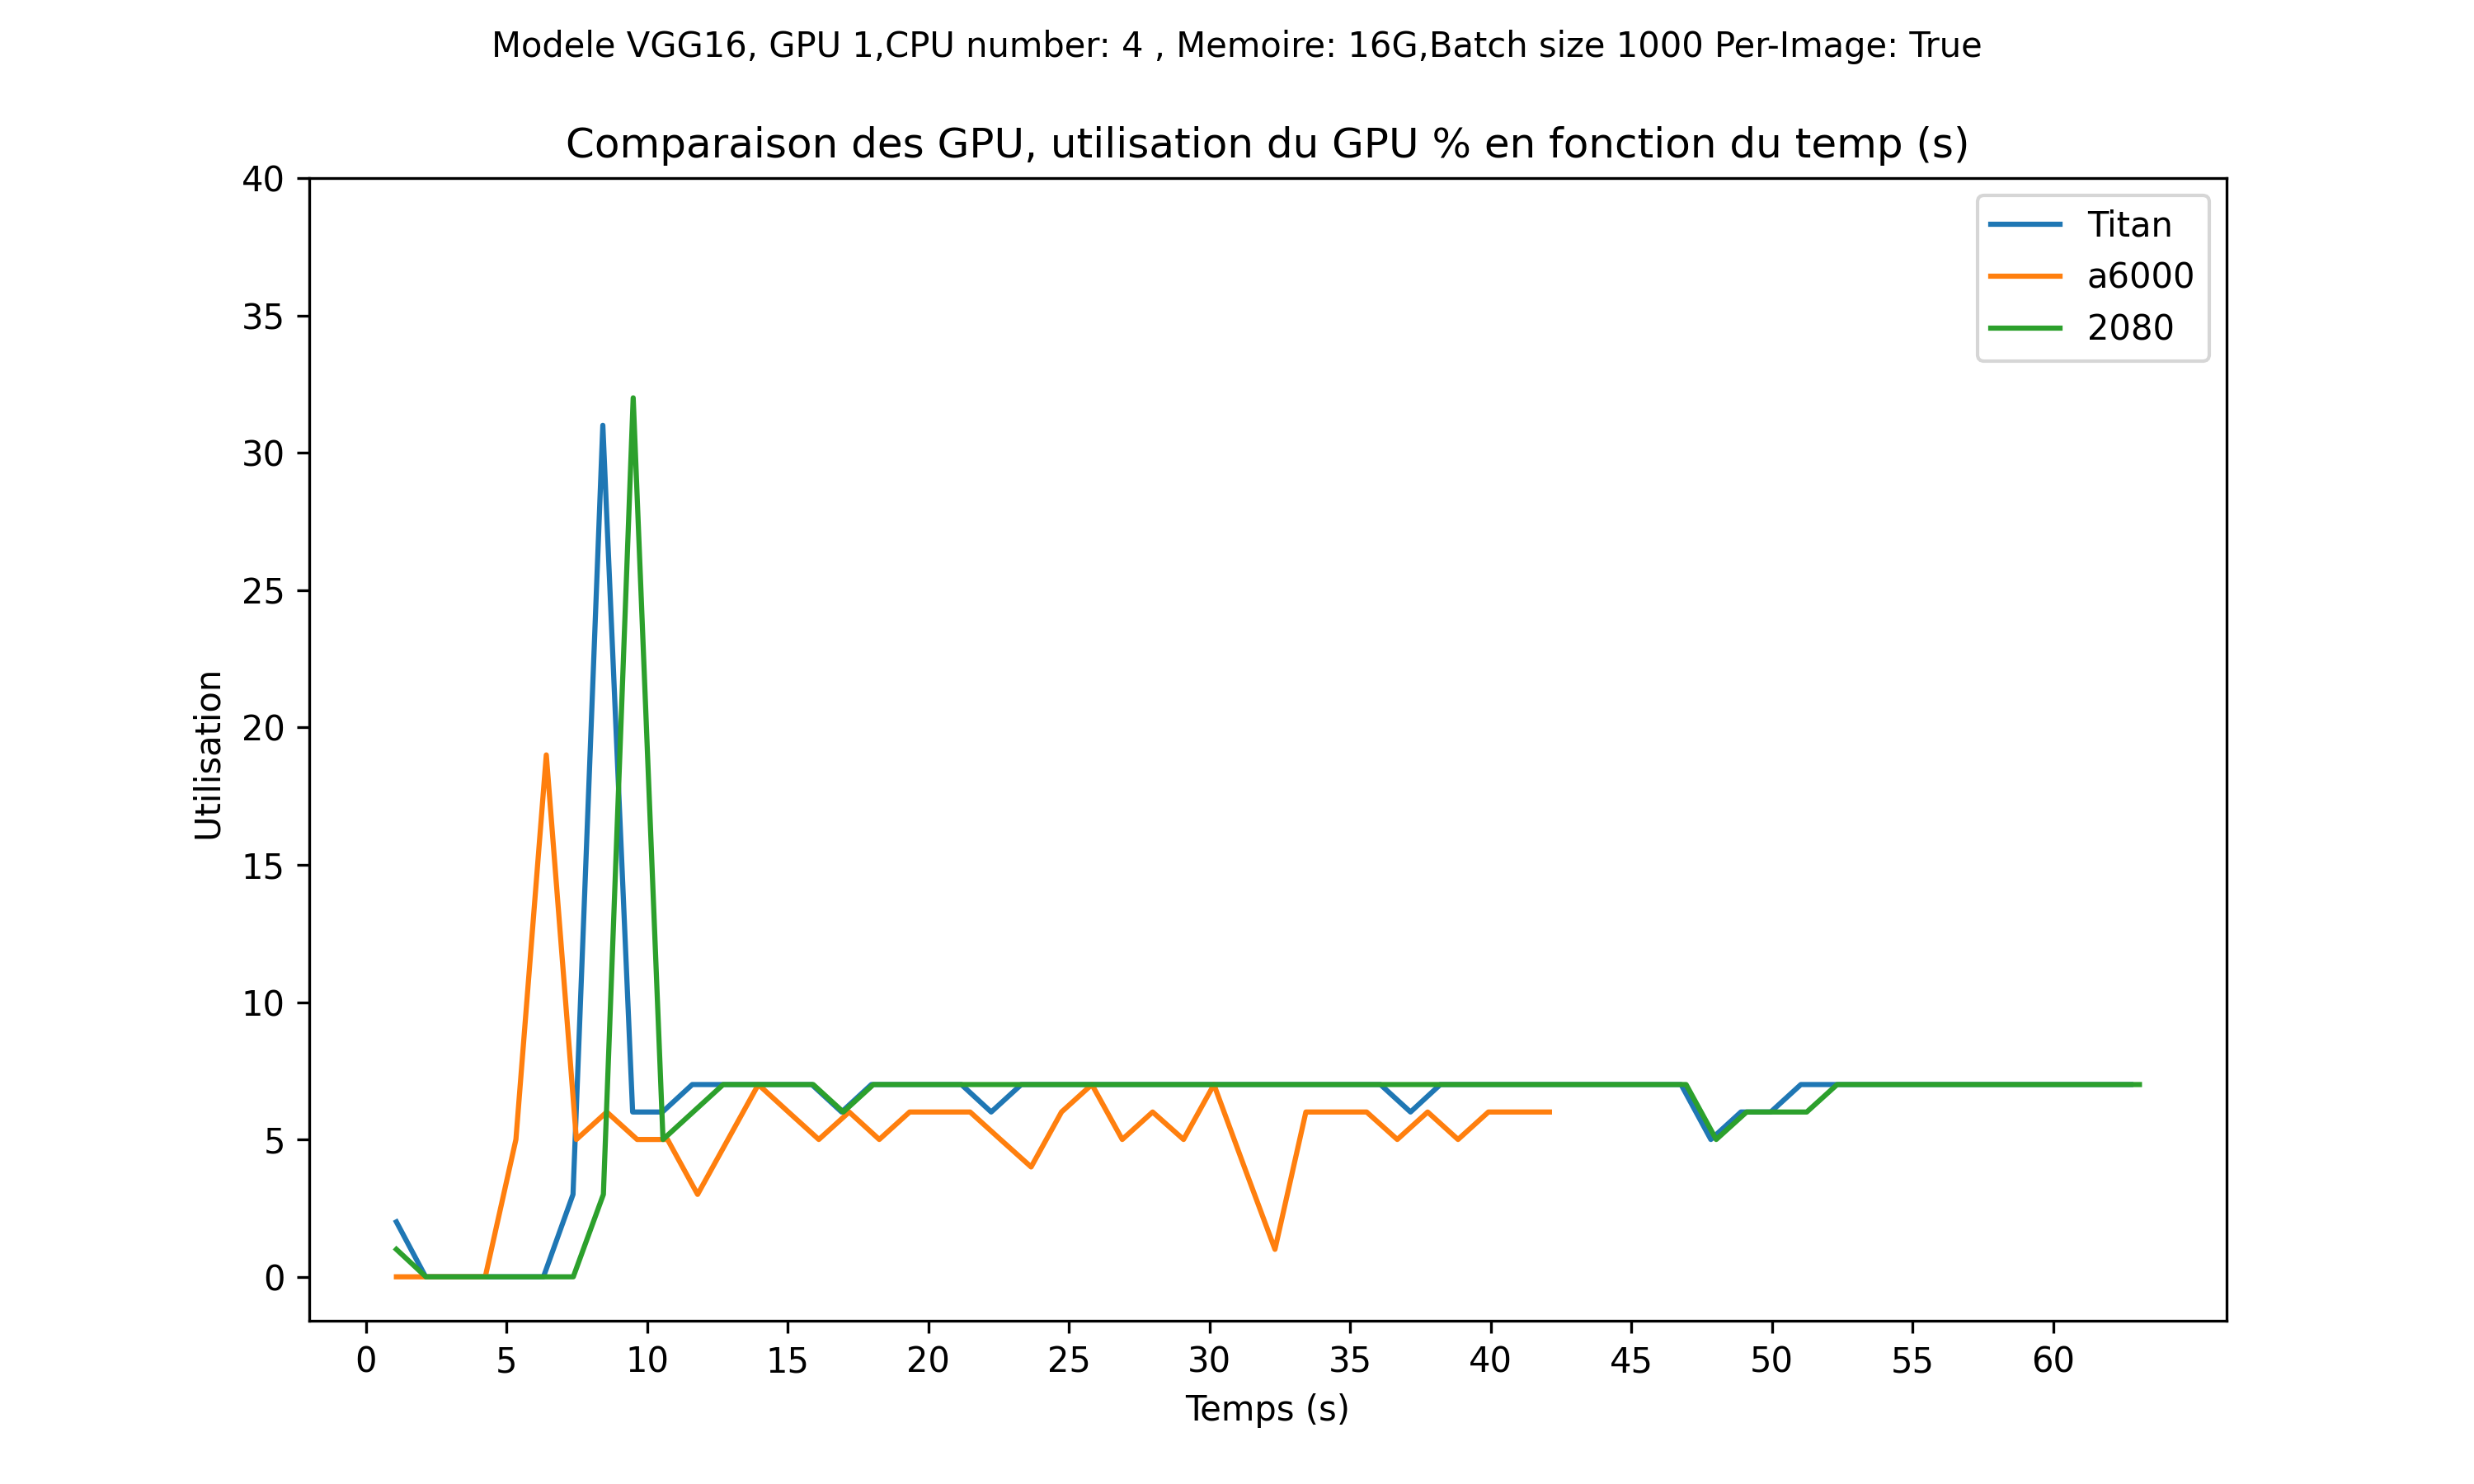 Modele VGG16, GPU 1,CPU number: 4 , Memoire: 16G,Batch size 1000 Per-Image: True
Comparaison des GPU, utilisation du GPU % en fonction du temp (s)
40
35
30
25
20
15
10
5
0
Utilisation
Titan
a6000
2080
0 5 10 15 20 25 30 35 40 45 50 55 60
Temps (s)